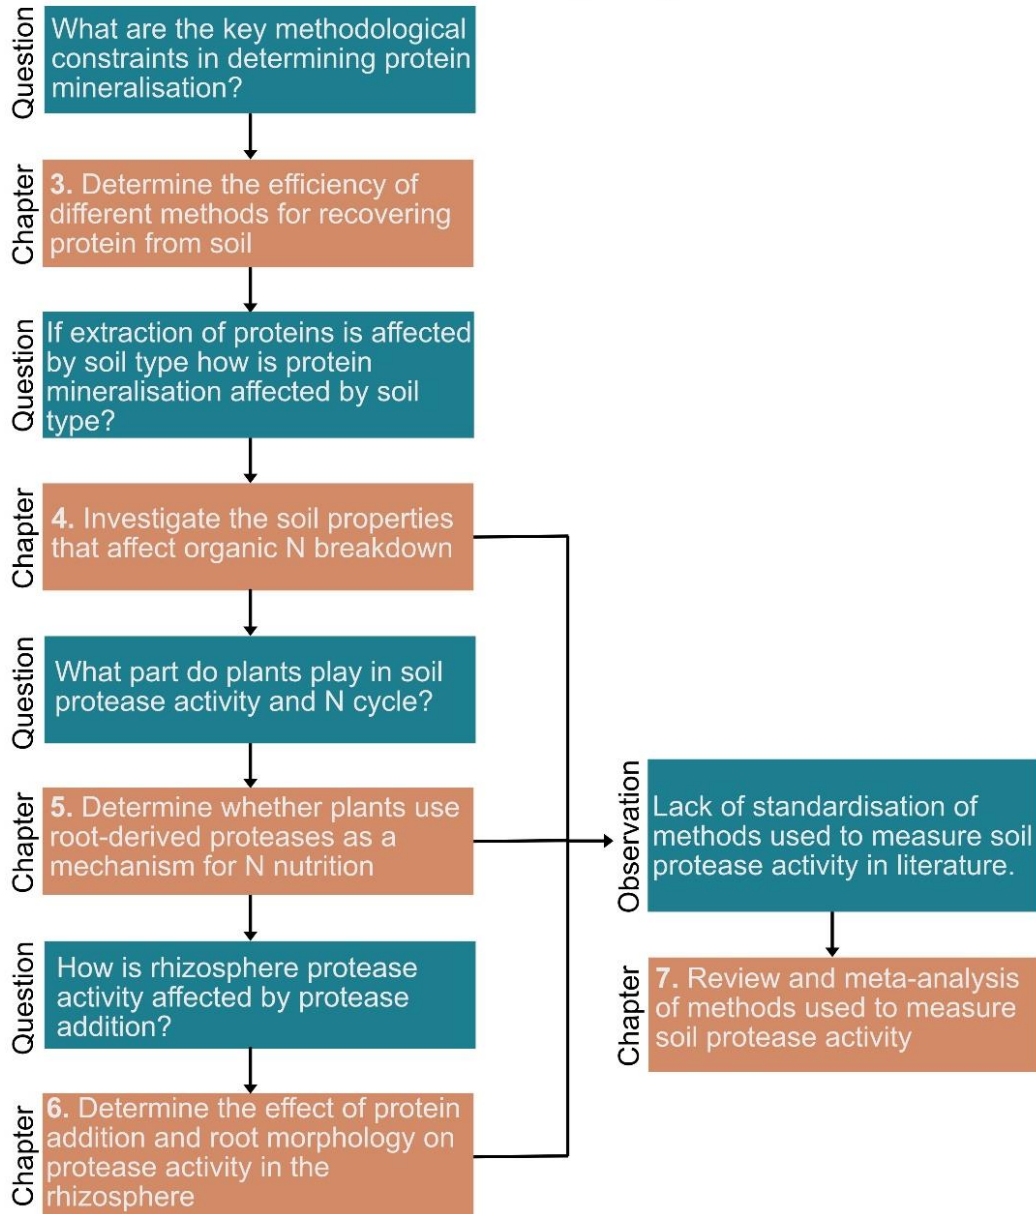 Question
What are the key methodological
constraints in determining protein
mineralisation?
Chapter
3. Determine the efficiency of
different methods for recovering
protein from soil
Question
If extraction of proteins is affected
by soil type how is protein
mineralisation affected by soil
type?
Chapter
4. Investigate the soil properties
that affect organic N breakdown
Question
What part do plants play in soil
protease activity and N cycle?
Chapter
5. Determine whether plants use
root-derived proteases as a
mechanism for N nutrition
Question
How is rhizosphere protease
activity affected by protease
addition?
Chapter
6. Determine the effect of protein
addition and root morphology on
protease activity in the
rhizosphere
Observation
Lack of standardisation of
methods used to measure soil
protease activity in literature.
Chapter
7. Review and meta-analysis
of methods used to measure
soil protease activity